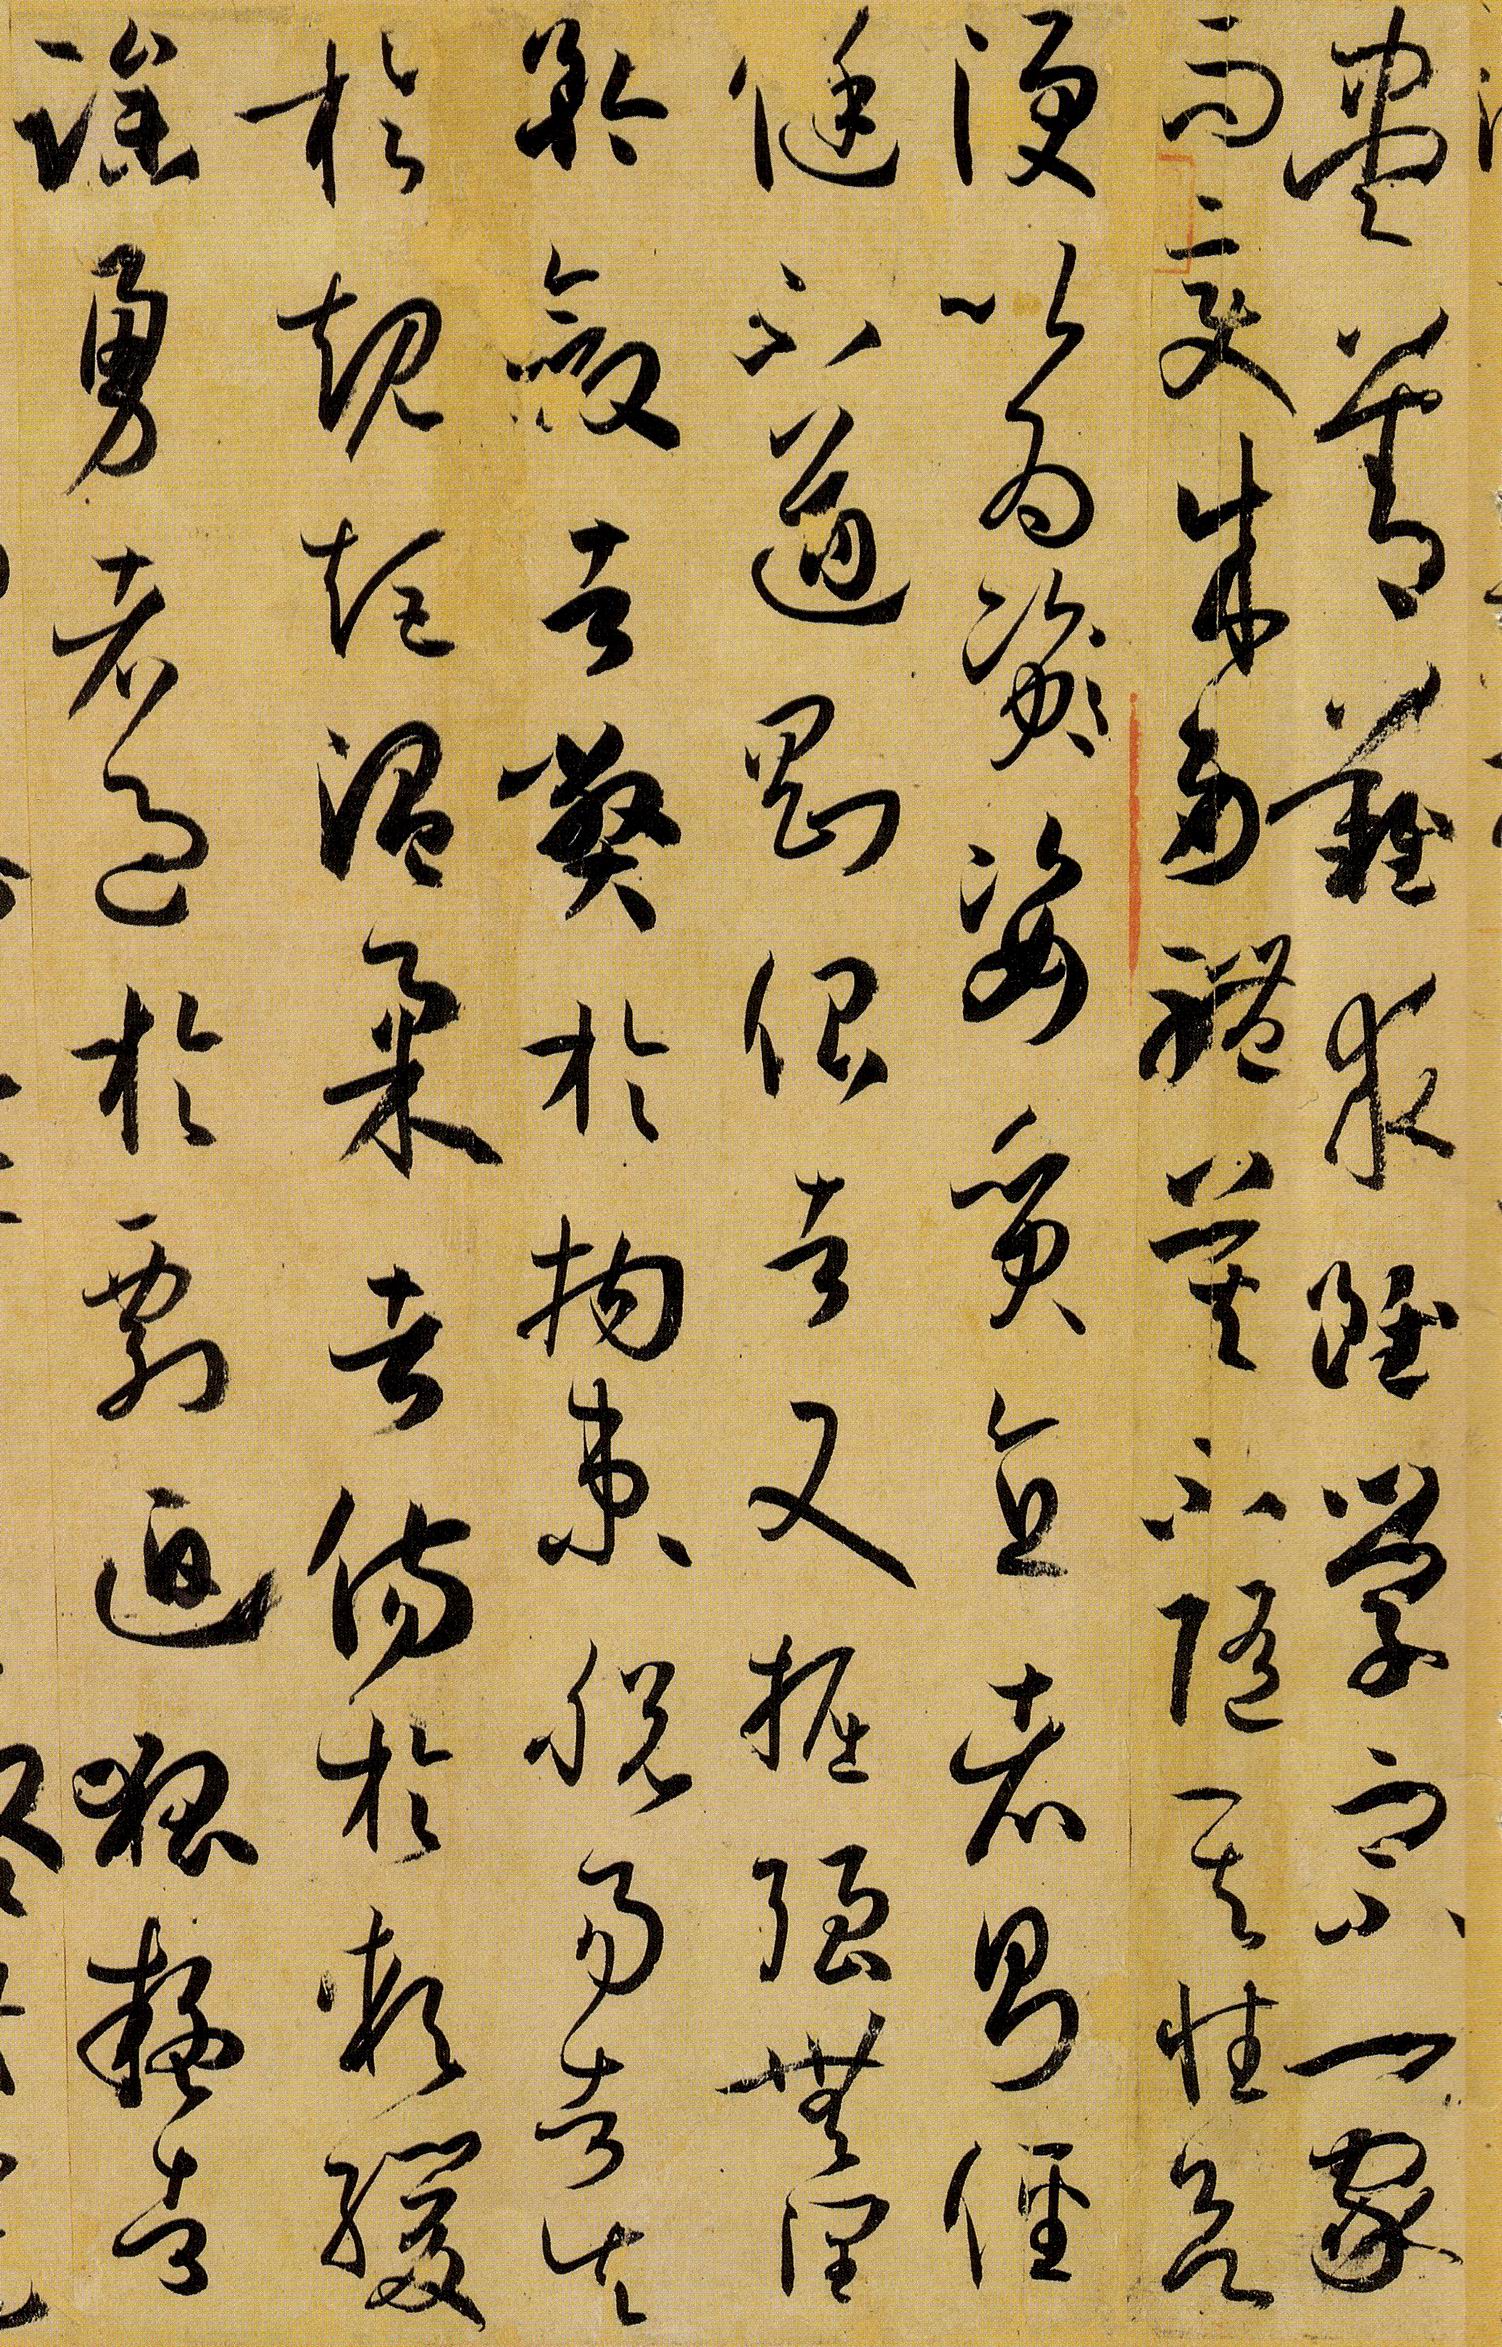 盡善難求雖學宗一家
而變成多體莫不隨其性欲
便以為資姿質直者則俓
侹不遒剛佷者又掘強無潤
矜斂者弊於拘束脫易者失
於規矩溫柔者傷於軟緩
躁勇者過於剽迫狐疑者